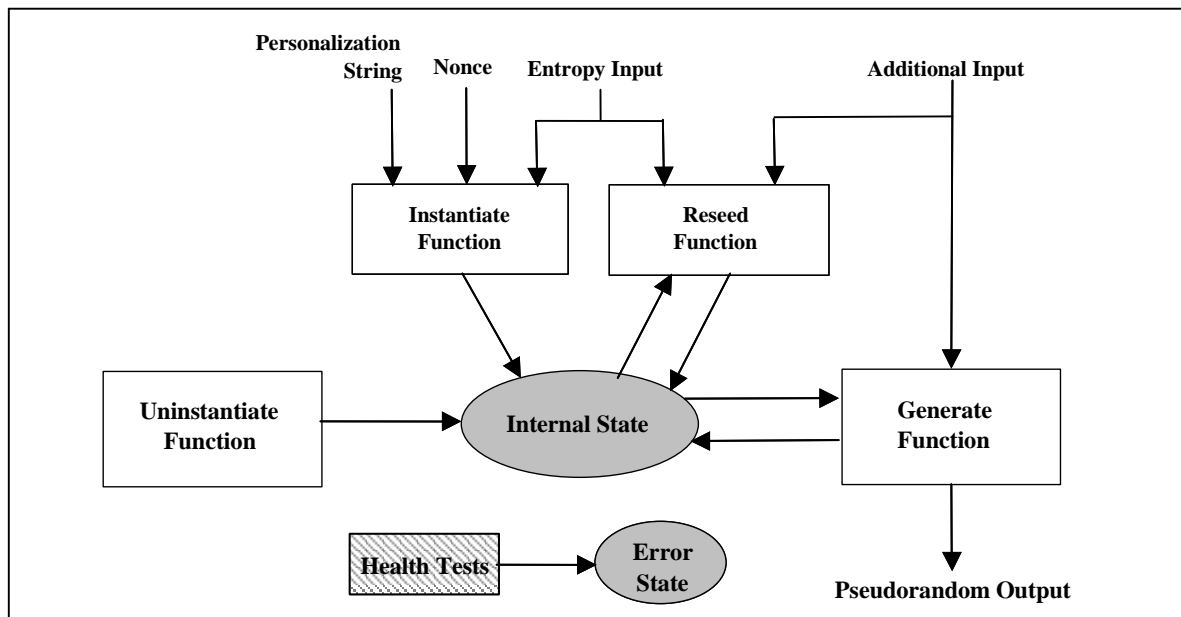 Personalization
String
Nonce
Entropy Input
Additional Input
Instantiate
Function
Reseed
Function
Uninstantiate
Function
Internal State
Generate
Function
Health Tests
Error
State
Pseudorandom Output